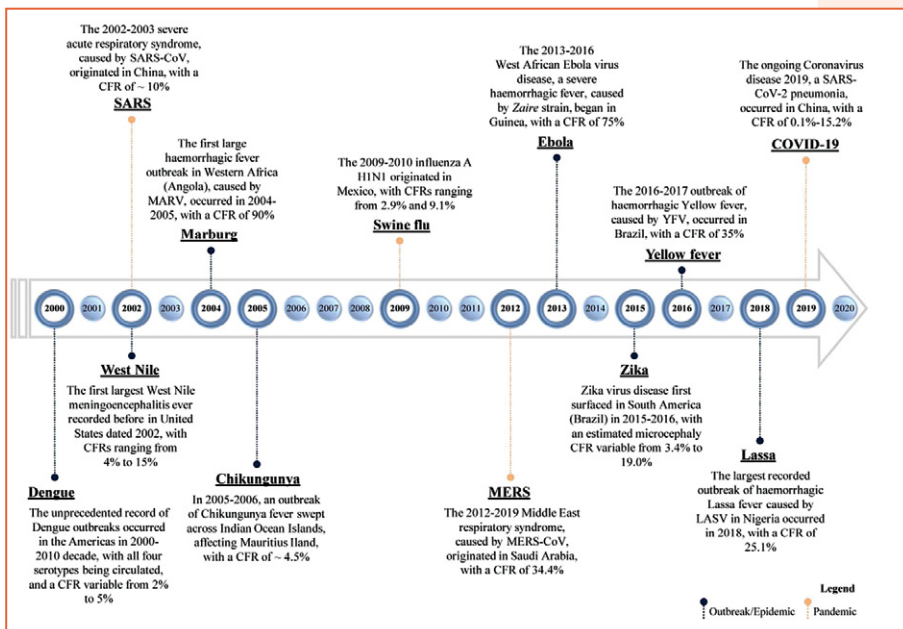 The 2002-2003 severe
acute respiratory syndrome,
caused by SARS-CoV,
originated in China, with a
CFR of ~ 10%
SARS
The first large
haemorrhagic fever
outbreak in Western Africa
(Angola), caused by
MARV, occurred in 2004-
2005, with a CFR of 90%
Marburg
The 2009-2010 influenza A
H1N1 originated in
Mexico, with CFRs ranging
from 2.9% and 9.1%
Swine flu
The 2013-2016
West African Ebola virus
disease, a severe
haemorrhagic fever, caused
by Zaire strain, began in
Guinea, with a CFR of 75%
Ebola
The 2016-2017 outbreak of
haemorrhagic Yellow fever,
caused by YFV, occurred in
Brazil, with a CFR of 35%
Yellow fever
The ongoing Coronavirus
disease 2019, a SARS-
CoV-2 pneumonia,
occurred in China, with a
CFR of 0.1%-15.2%
COVID-19
2000 2001 2002 2003 2004 2005 2006 2007 2008 2009 2010 2011 2012 2013 2014 2015 2016 2017 2018 2019 2020
Dengue
The unprecedented record of
Dengue outbreaks occurred
in the Americas in 2000-
2010 decade, with all four
serotypes being circulated,
and a CFR variable from 2%
to 5%
West Nile
The first largest West Nile
meningoencephalitis ever
recorded before in United
States dated 2002, with
CFRs ranging from
4% to 15%
Chikungunya
In 2005-2006, an outbreak
of Chikungunya fever swept
across Indian Ocean Islands,
affecting Mauritius Iland,
with a CFR of ~ 4.5%
MERS
The 2012-2019 Middle East
respiratory syndrome,
caused by MERS-CoV,
originated in Saudi Arabia,
with a CFR of 34.4%
Zika
Zika virus disease first
surfaced in South America
(Brazil) in 2015-2016, with
an estimated microcephaly
CFR variable from 3.4% to
19.0%
Lassa
The largest recorded
outbreak of haemorrhagic
Lassa fever caused by
LASV in Nigeria occurred
in 2018, with a CFR of
25.1%
Legend
Outbreak/Epidemic
Pandemic